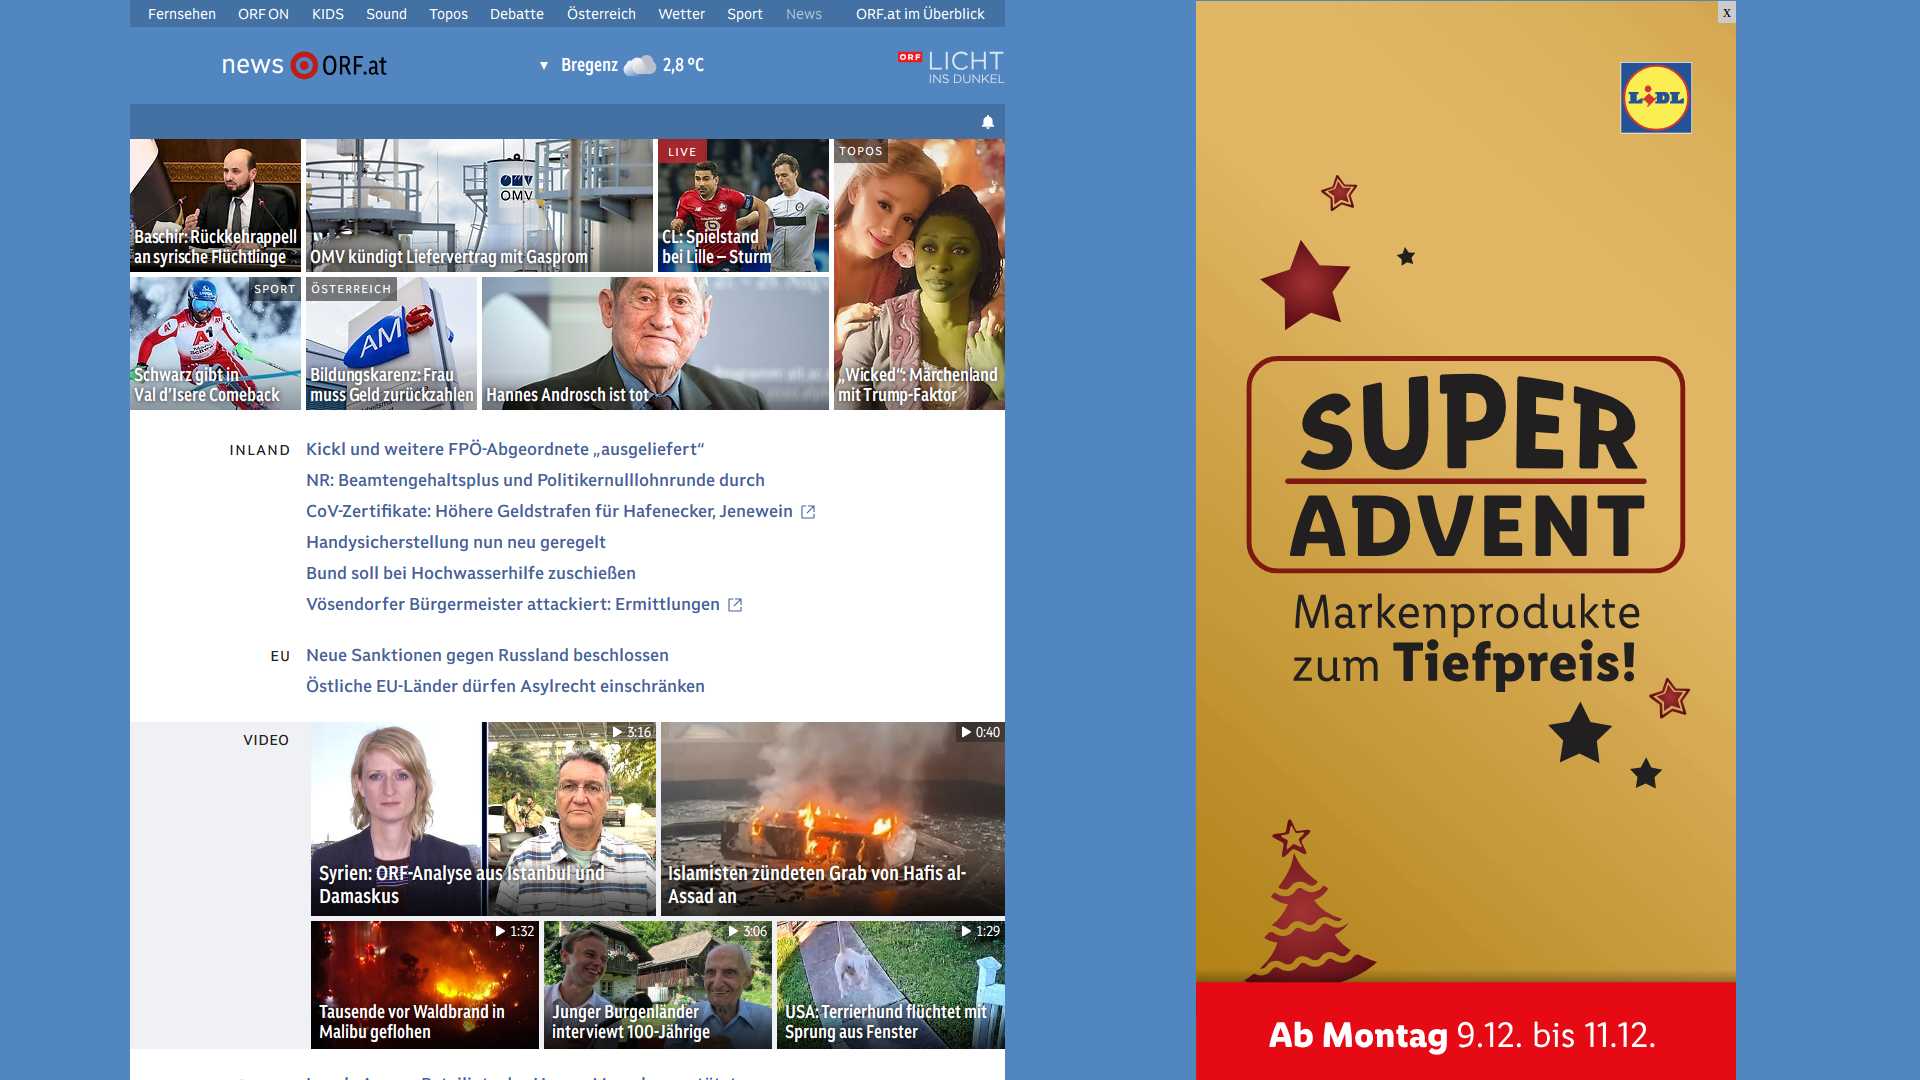 Fernsehen ORF ON KIDS Sound Topos Debatte Österreich Wetter Sport News ORF.at im Überblick
news ORF.at
▼ Bregenz 2,8 °C
ORF LICHT
INS DUNKEL
Baschir: Rückkehrappell
an syrische Flüchtlinge
OMV
OMV kündigt Liefervertrag mit Gasprom
LIVE
CL: Spielstand
bei Lille – Sturm
TOPOS
„Wicked“: Märchenland
mit Trump-Faktor
SPORT
Schwarz gibt in
Val d’Isere Comeback
ÖSTERREICH
AM
Bildungskarenz: Frau
muss Geld zurückzahlen
Hannes Androsch ist tot
INLAND
Kickl und weitere FPÖ-Abgeordnete „ausgeliefert“
NR: Beamtengehaltsplus und Politikernulllohnrunde durch
CoV-Zertifikate: Höhere Geldstrafen für Hafenecker, Jenewein
Handysicherstellung nun neu geregelt
Bund soll bei Hochwasserhilfe zuschießen
Vösendorfer Bürgermeister attackiert: Ermittlungen
EU
Neue Sanktionen gegen Russland beschlossen
Östliche EU-Länder dürfen Asylrecht einschränken
VIDEO
3:16
Syrien: ORF-Analyse aus Istanbul und
Damaskus
0:40
Islamisten zündeten Grab von Hafis al-
Assad an
1:32
Tausende vor Waldbrand in
Malibu geflohen
3:06
Junger Burgenländer
interviewt 100-Jährige
1:29
USA: Terrierhund flüchtet mit
Sprung aus Fenster
x
LIDL
SUPER
ADVENT
Markenprodukte
zum Tiefpreis!
Ab Montag 9.12. bis 11.12.